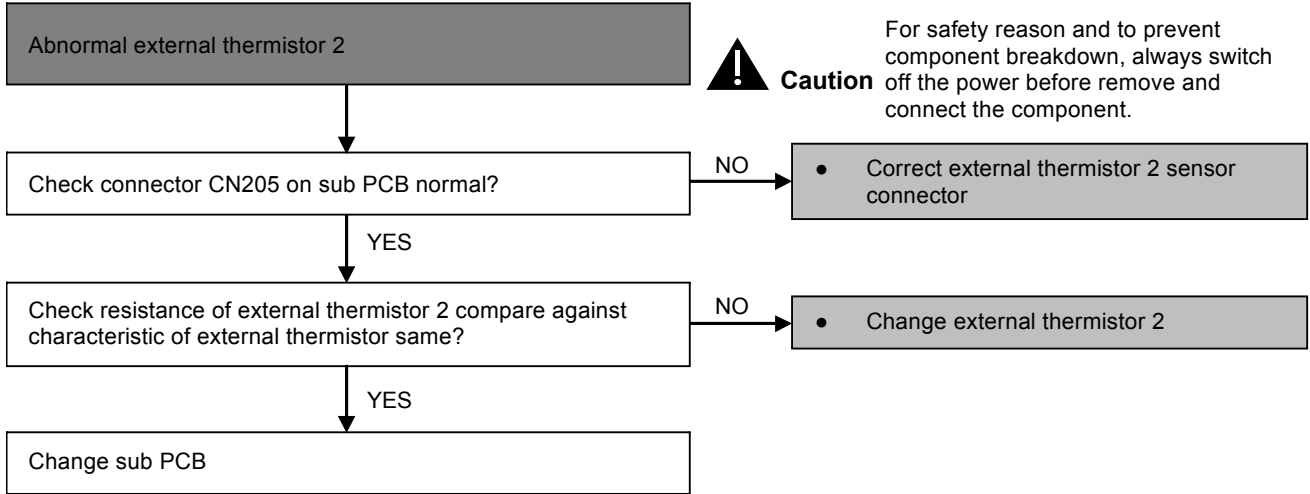 Abnormal external thermistor 2
For safety reason and to prevent
component breakdown, always switch
Caution off the power before remove and
connect the component.
Check connector CN205 on sub PCB normal?
NO
● Correct external thermistor 2 sensor
connector
YES
Check resistance of external thermistor 2 compare against
characteristic of external thermistor same?
NO
● Change external thermistor 2
YES
Change sub PCB